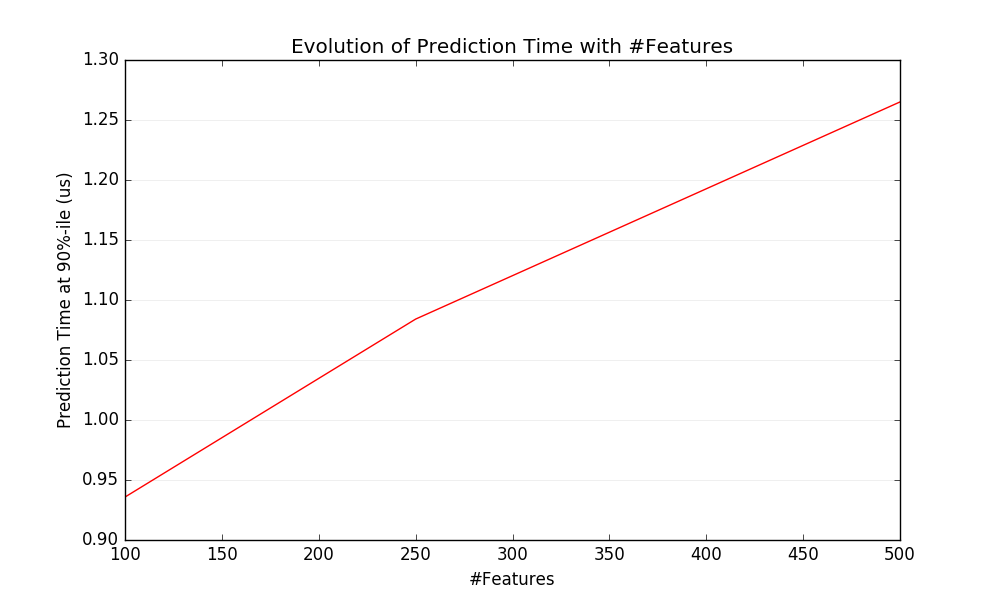 Evolution of Prediction Time with #Features
1.30
1.25
1.20
1.15
1.10
1.05
1.00
0.95
0.90
Prediction Time at 90%-ile (us)
100 150 200 250 300 350 400 450 500
#Features